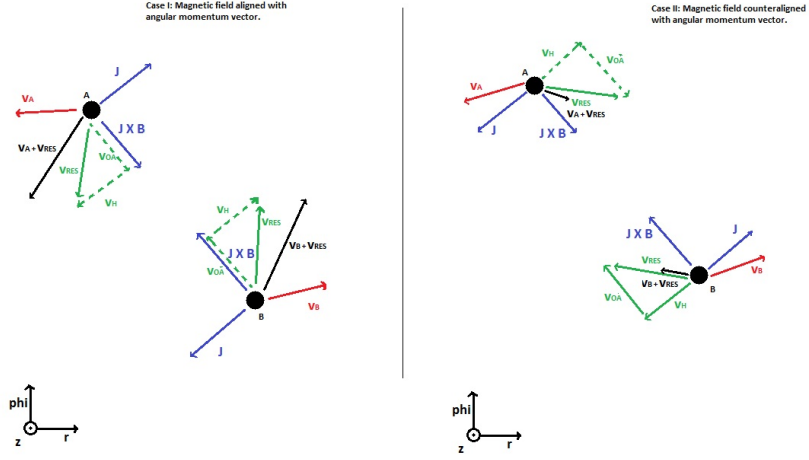 Case I: Magnetic field aligned with
angular momentum vector.
A
J
VA
J X B
VA + VRES
VRES
VOA
VH
VH
VRES
J X B
VOA
VB + VRES
B
VB
J
phi
z
r
Case II: Magnetic field counteraligned
with angular momentum vector.
VH
VOA
A
VA
VRES
VA + VRES
J
J X B
J X B
J
VRES
VB
VB + VRES
B
VOA
VH
phi
z
r